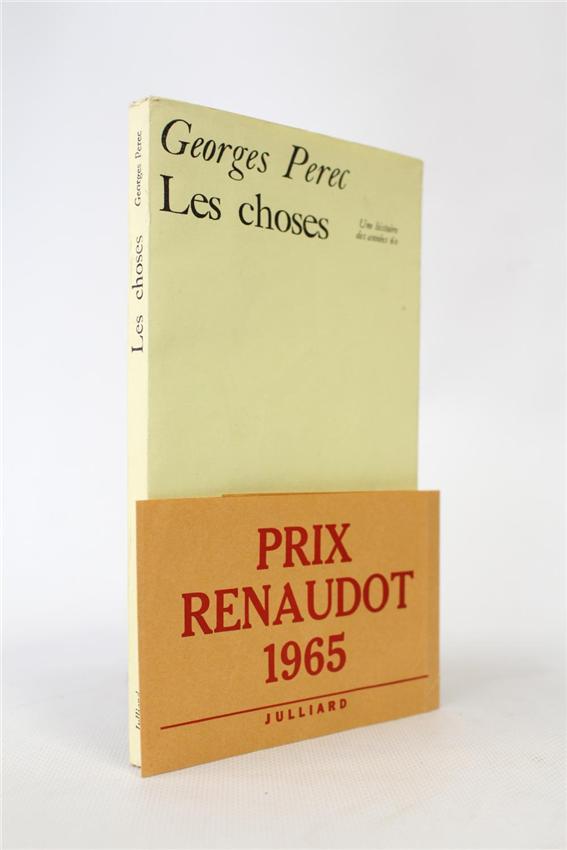 Georges Perec
Les choses
Une histoire
des années 60
Les choses Georges Perec
Julliard
PRIX
RENAUDOT
1965
JULLIARD